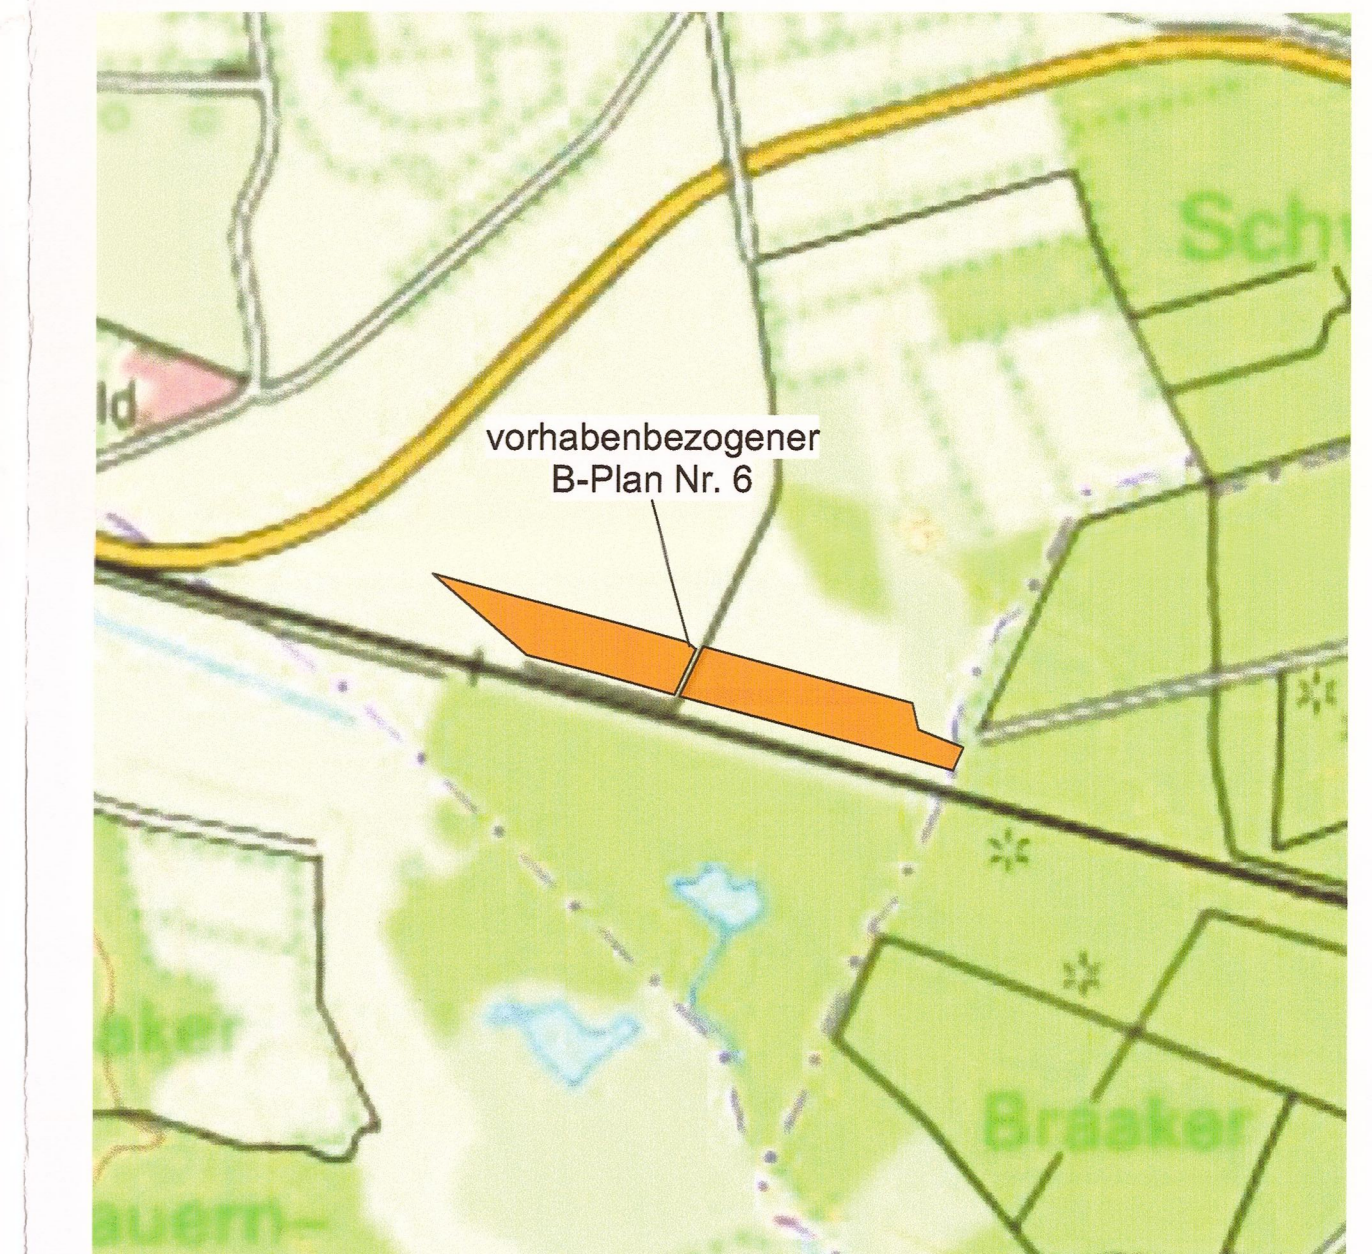 Sch
ld
vorhabenbezogener
B-Plan Nr. 6
aker
Braaker
auern-